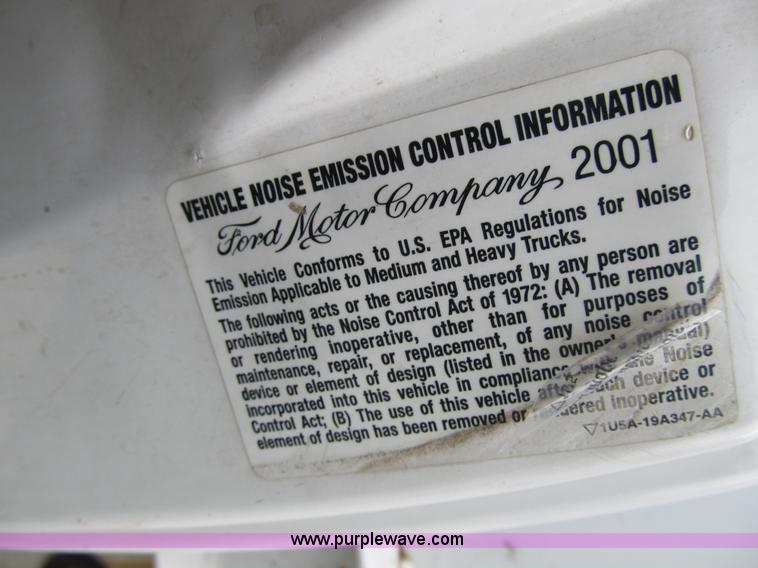 VEHICLE NOISE EMISSION CONTROL INFORMATION
Ford Motor Company 2001
This Vehicle Conforms to U.S. EPA Regulations for Noise
Emission Applicable to Medium and Heavy Trucks.
The following acts or the causing thereof by any person are
prohibited by the Noise Control Act of 1972: (A) The removal
or rendering inoperative, other than for purposes of
maintenance, repair, or replacement, of any noise control
device or element of design (listed in the owner's manual)
incorporated into this vehicle in compliance with the Noise
Control Act; (B) The use of this vehicle after such device or
element of design has been removed or rendered inoperative.
▽1U5A-19A347-AA
www.purplewave.com